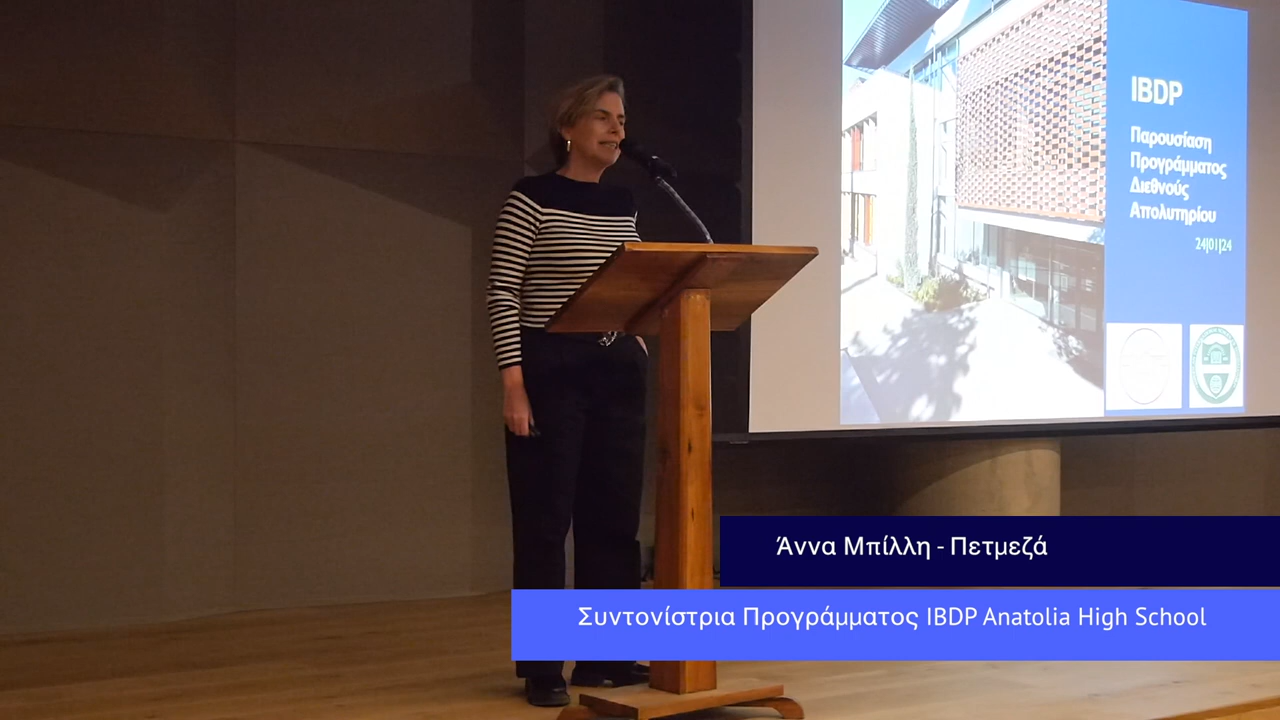 IBDP
Παρουσίαση
Προγράμματος
Διεθνούς
Απολυτηρίου
24|01|24
Άννα Μπίλλη - Πετμεζά
Συντονίστρια Προγράμματος IBDP Anatolia High School